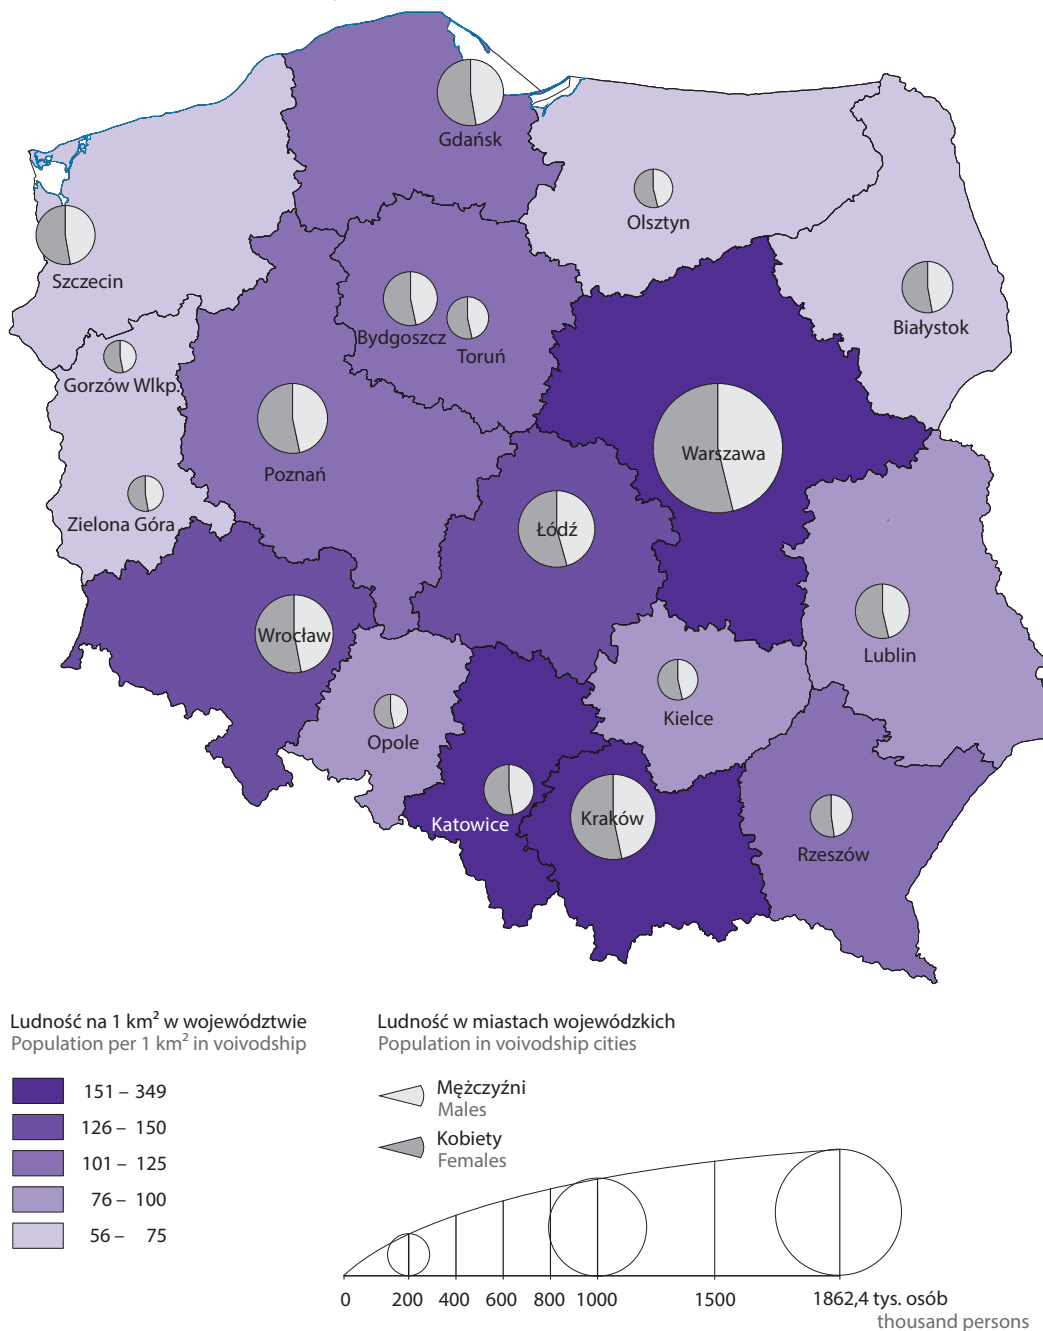 Gdańsk
Olsztyn
Szczecin
Białystok
Bydgoszcz
Toruń
Gorzów Wlkp.
Warszawa
Poznań
Zielona Góra
Łódź
Wrocław
Lublin
Kielce
Opole
Katowice
Kraków
Rzeszów
Ludność na 1 km² w województwie
Population per 1 km² in voivodship
151 – 349
126 – 150
101 – 125
76 – 100
56 – 75
Ludność w miastach wojewódzkich
Population in voivodship cities
Mężczyźni
Males
Kobiety
Females
0 200 400 600 800 1000 1500 1862,4 tys. osób
thousand persons